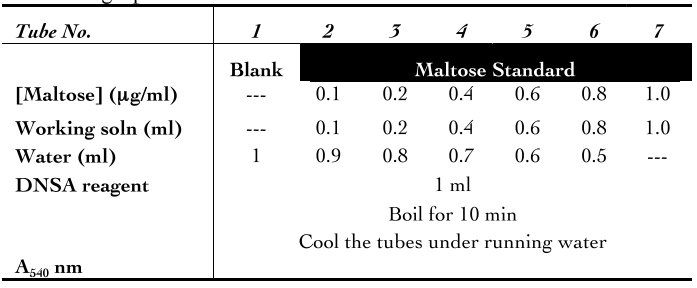 Tube No. 1 2 3 4 5 6 7
Blank Maltose Standard
[Maltose] (µg/ml) --- 0.1 0.2 0.4 0.6 0.8 1.0
Working soln (ml) --- 0.1 0.2 0.4 0.6 0.8 1.0
Water (ml) 1 0.9 0.8 0.7 0.6 0.5 ---
DNSA reagent 1 ml
Boil for 10 min
Cool the tubes under running water
A540 nm